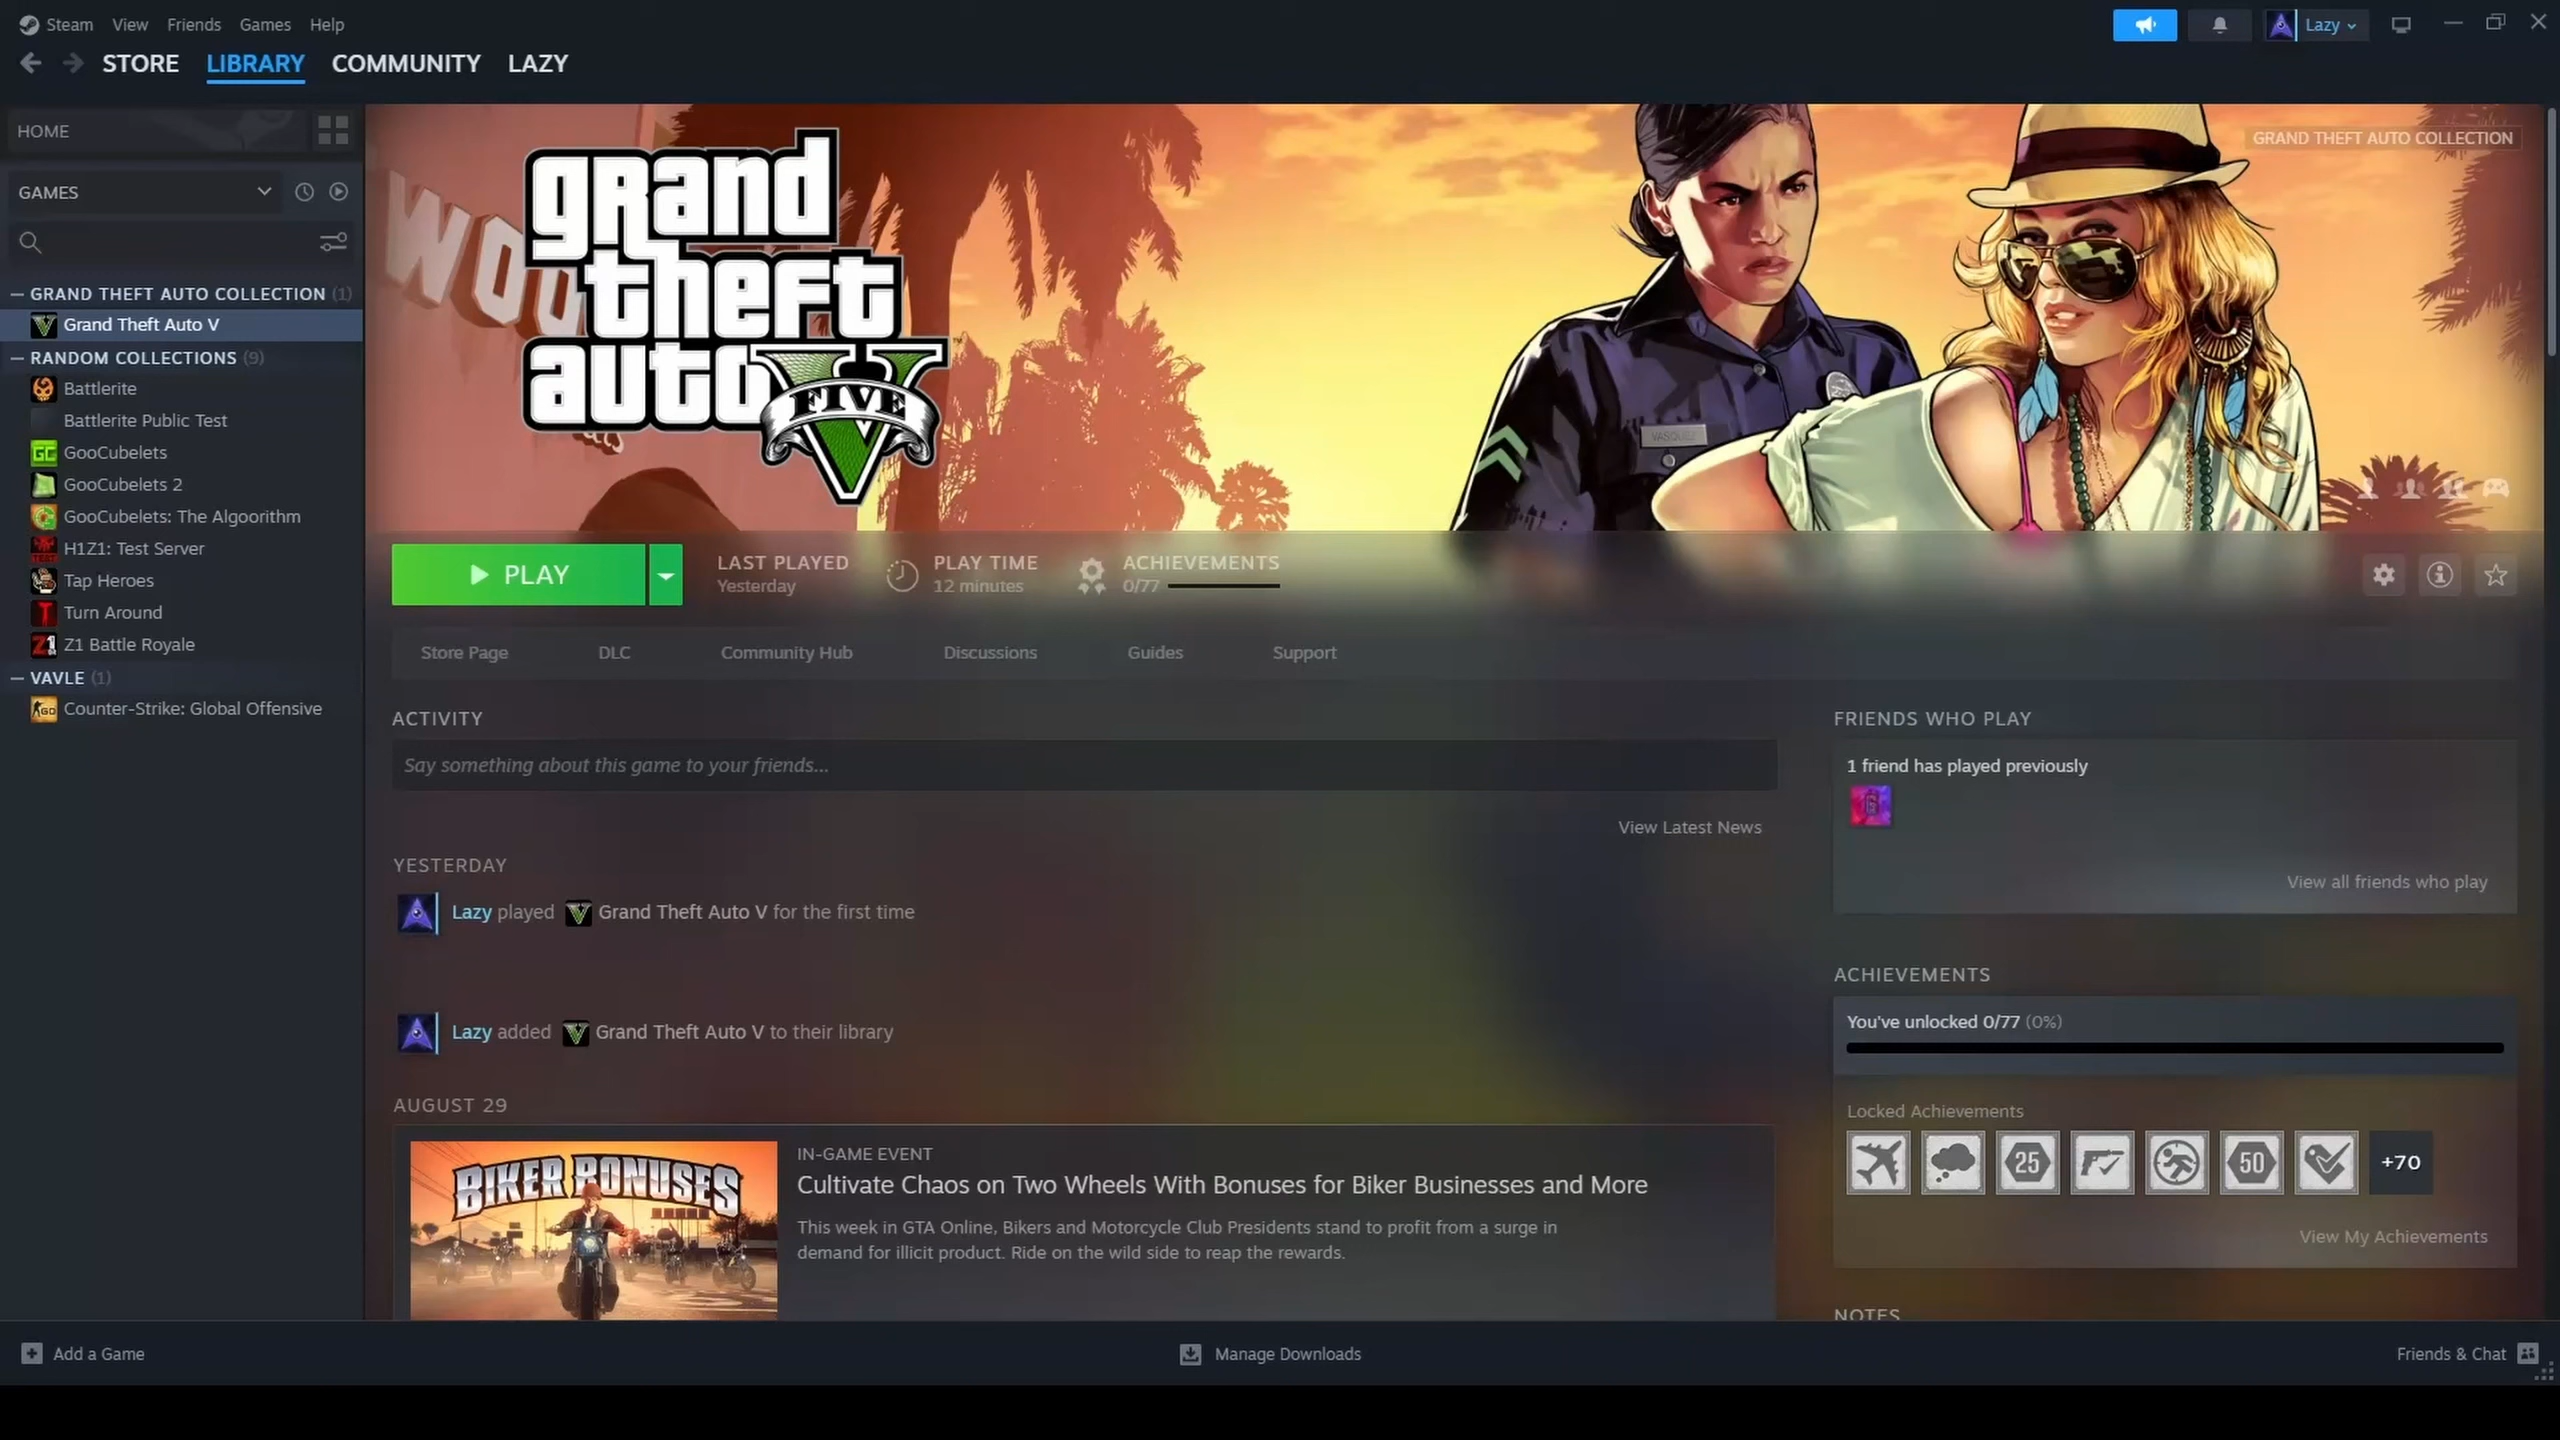 Steam View Friends Games Help
Lazy
STORE LIBRARY COMMUNITY LAZY
HOME
GAMES
GRAND THEFT AUTO COLLECTION (1)
Grand Theft Auto V
RANDOM COLLECTIONS (9)
Battlerite
Battlerite Public Test
GC GooCubelets
GooCubelets 2
GooCubelets: The Algoorithm
H1Z1: Test Server
Tap Heroes
Turn Around
Z1 Z1 Battle Royale
VAVLE (1)
GO Counter-Strike: Global Offensive
GRAND THEFT AUTO COLLECTION
grand
theft
auto V
FIVE
PLAY
LAST PLAYED
Yesterday
PLAY TIME
12 minutes
ACHIEVEMENTS
0/77
Store Page DLC Community Hub Discussions Guides Support
ACTIVITY
Say something about this game to your friends...
View Latest News
YESTERDAY
Lazy played Grand Theft Auto V for the first time
Lazy added Grand Theft Auto V to their library
AUGUST 29
BIKER BONUSES
IN-GAME EVENT
Cultivate Chaos on Two Wheels With Bonuses for Biker Businesses and More
This week in GTA Online, Bikers and Motorcycle Club Presidents stand to profit from a surge in
demand for illicit product. Ride on the wild side to reap the rewards.
FRIENDS WHO PLAY
1 friend has played previously
View all friends who play
ACHIEVEMENTS
You've unlocked 0/77 (0%)
Locked Achievements
25 50 +70
View My Achievements
NOTES
Add a Game
Manage Downloads
Friends & Chat